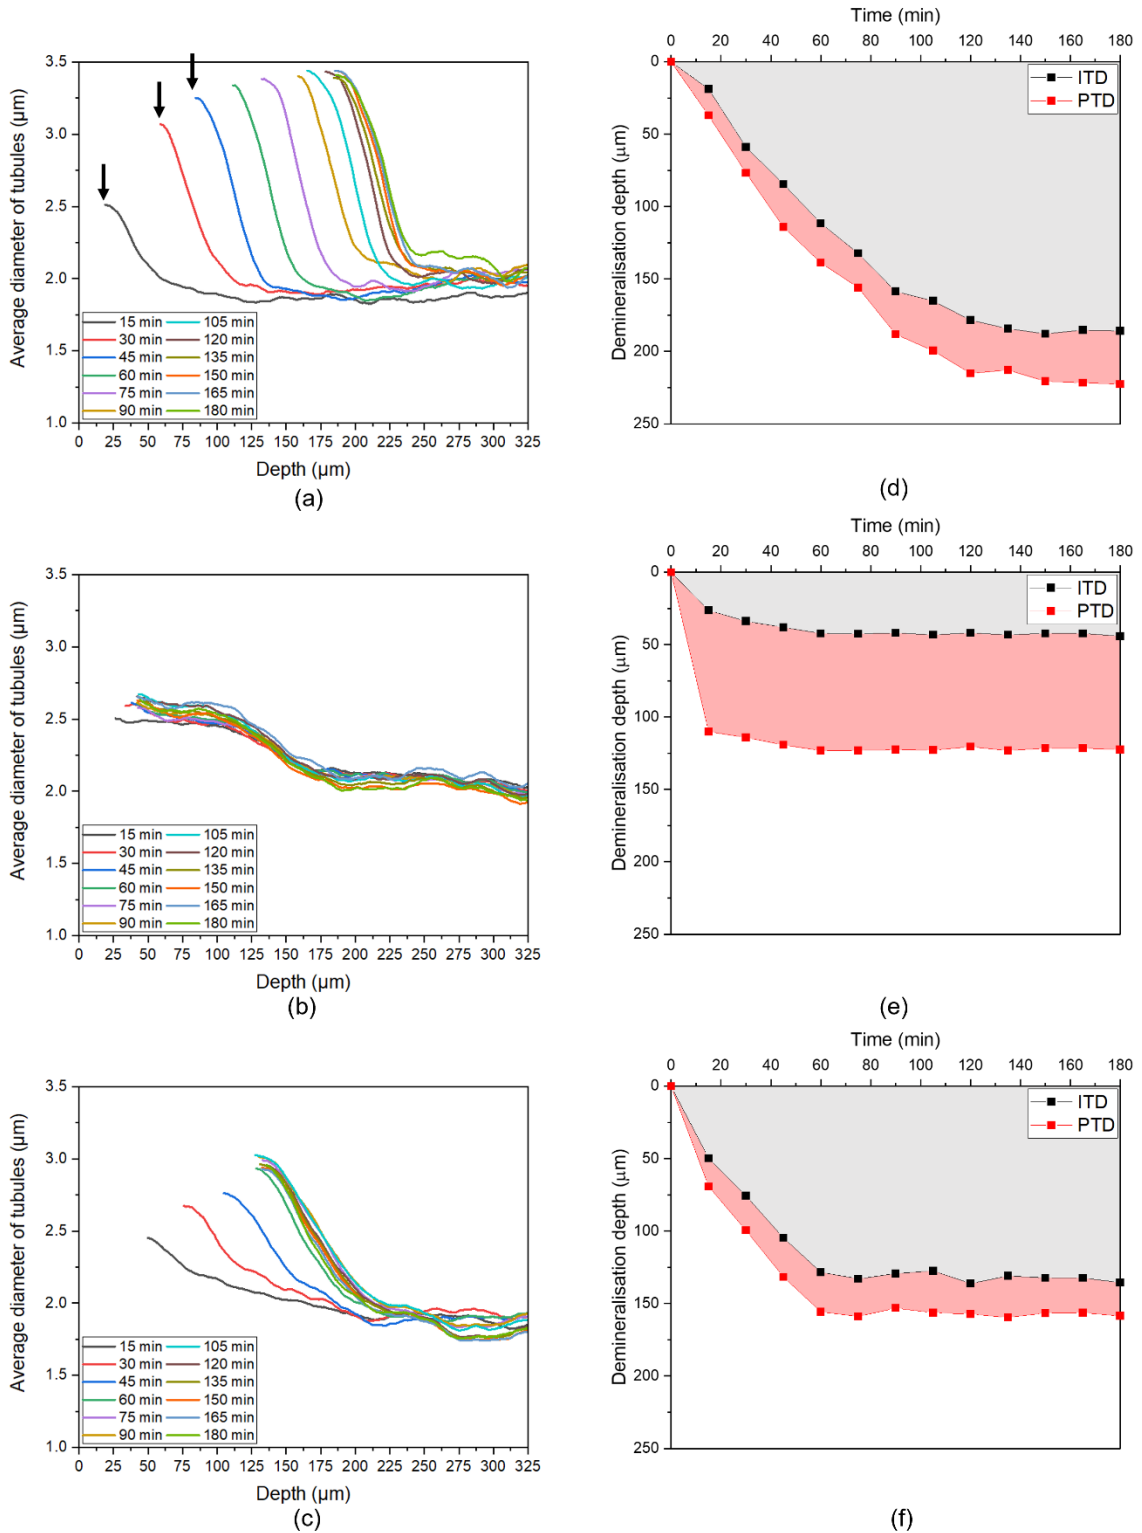 3.5
3.0
2.5
2.0
1.5
1.0
Average diameter of tubules (µm)
15 min 105 min
30 min 120 min
45 min 135 min
60 min 150 min
75 min 165 min
90 min 180 min
0 25 50 75 100 125 150 175 200 225 250 275 300 325
Depth (µm)
(a)
Time (min)
0 20 40 60 80 100 120 140 160 180
0
50
100
150
200
250
Demineralisation depth (µm)
ITD
PTD
(d)
3.5
3.0
2.5
2.0
1.5
1.0
Average diameter of tubules (µm)
15 min 105 min
30 min 120 min
45 min 135 min
60 min 150 min
75 min 165 min
90 min 180 min
0 25 50 75 100 125 150 175 200 225 250 275 300 325
Depth (µm)
(b)
Time (min)
0 20 40 60 80 100 120 140 160 180
0
50
100
150
200
250
Demineralisation depth (µm)
ITD
PTD
(e)
3.5
3.0
2.5
2.0
1.5
1.0
Average diameter of tubules (µm)
15 min 105 min
30 min 120 min
45 min 135 min
60 min 150 min
75 min 165 min
90 min 180 min
0 25 50 75 100 125 150 175 200 225 250 275 300 325
Depth (µm)
(c)
Time (min)
0 20 40 60 80 100 120 140 160 180
0
50
100
150
200
250
Demineralisation depth (µm)
ITD
PTD
(f)